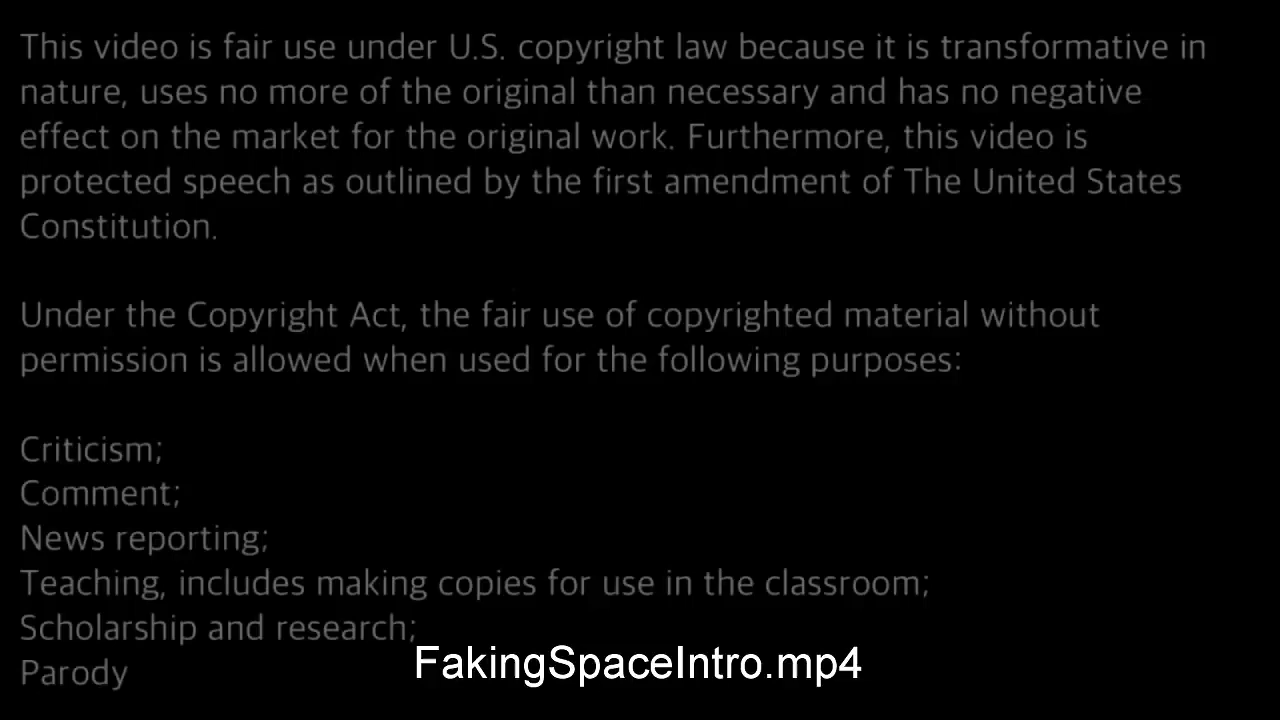 This video is fair use under U.S. copyright law because it is transformative in
nature, uses no more of the original than necessary and has no negative
effect on the market for the original work. Furthermore, this video is
protected speech as outlined by the first amendment of The United States
Constitution.
Under the Copyright Act, the fair use of copyrighted material without
permission is allowed when used for the following purposes:
Criticism;
Comment;
News reporting;
Teaching, includes making copies for use in the classroom;
Scholarship and research;
Parody
FakingSpaceIntro.mp4